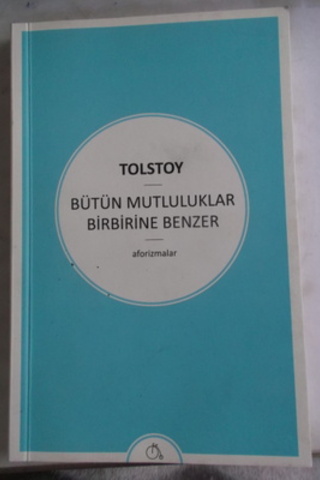 TOLSTOY
BÜTÜN MUTLULUKLAR
BİRBİRİNE BENZER
aforizmalar